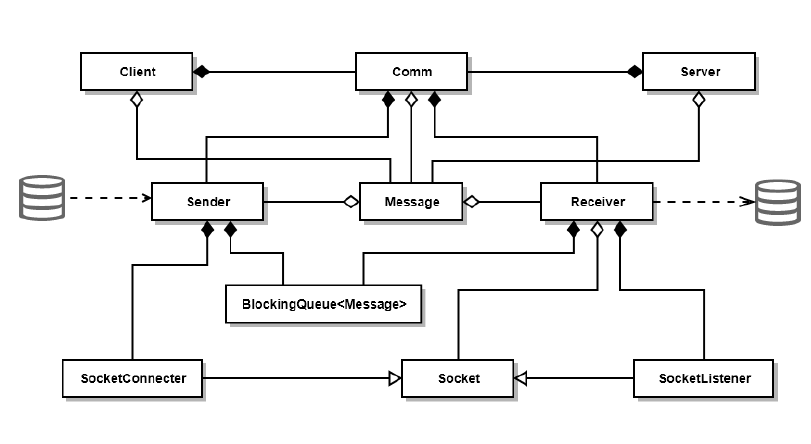 Client
Comm
Server
Sender
Message
Receiver
BlockingQueue<Message>
SocketConnecter
Socket
SocketListener